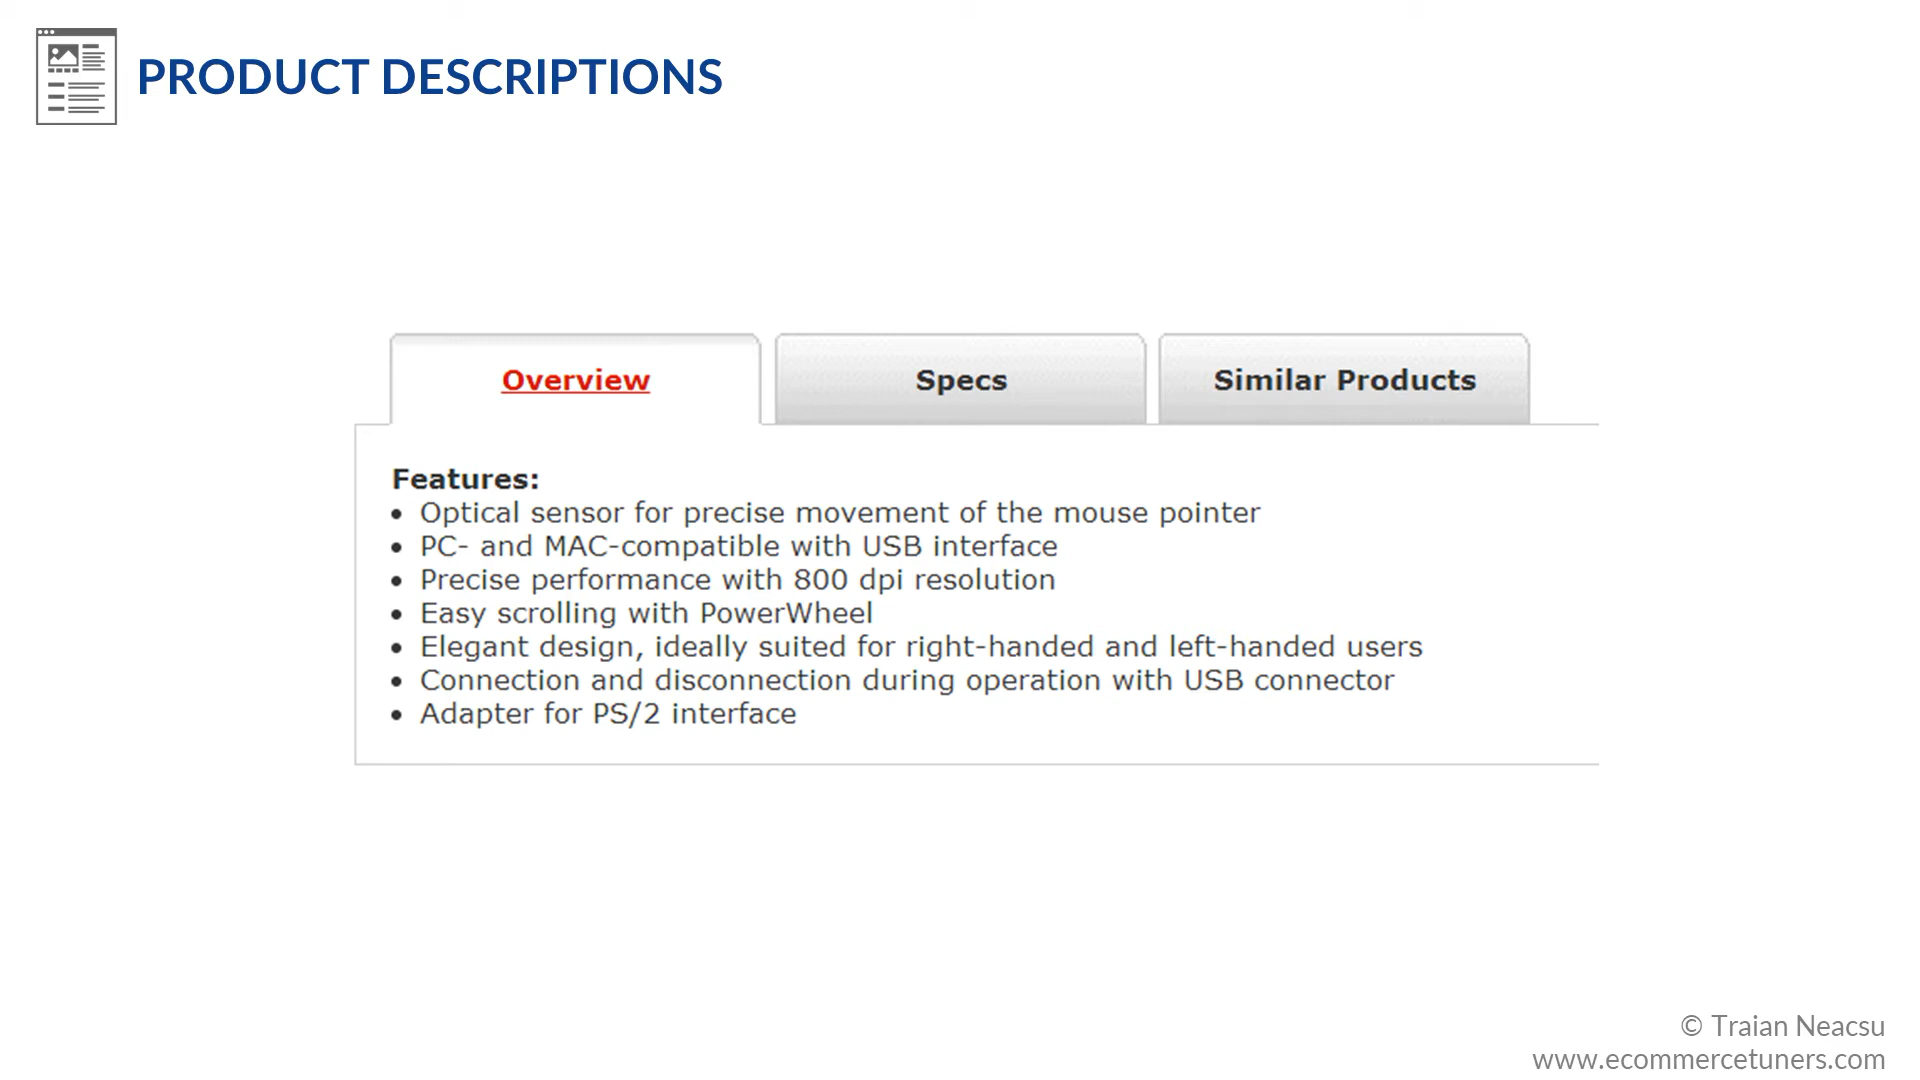 PRODUCT DESCRIPTIONS
Overview
Specs
Similar Products
Features:
• Optical sensor for precise movement of the mouse pointer
• PC- and MAC-compatible with USB interface
• Precise performance with 800 dpi resolution
• Easy scrolling with PowerWheel
• Elegant design, ideally suited for right-handed and left-handed users
• Connection and disconnection during operation with USB connector
• Adapter for PS/2 interface
© Traian Neacsu
www.ecommercetuners.com